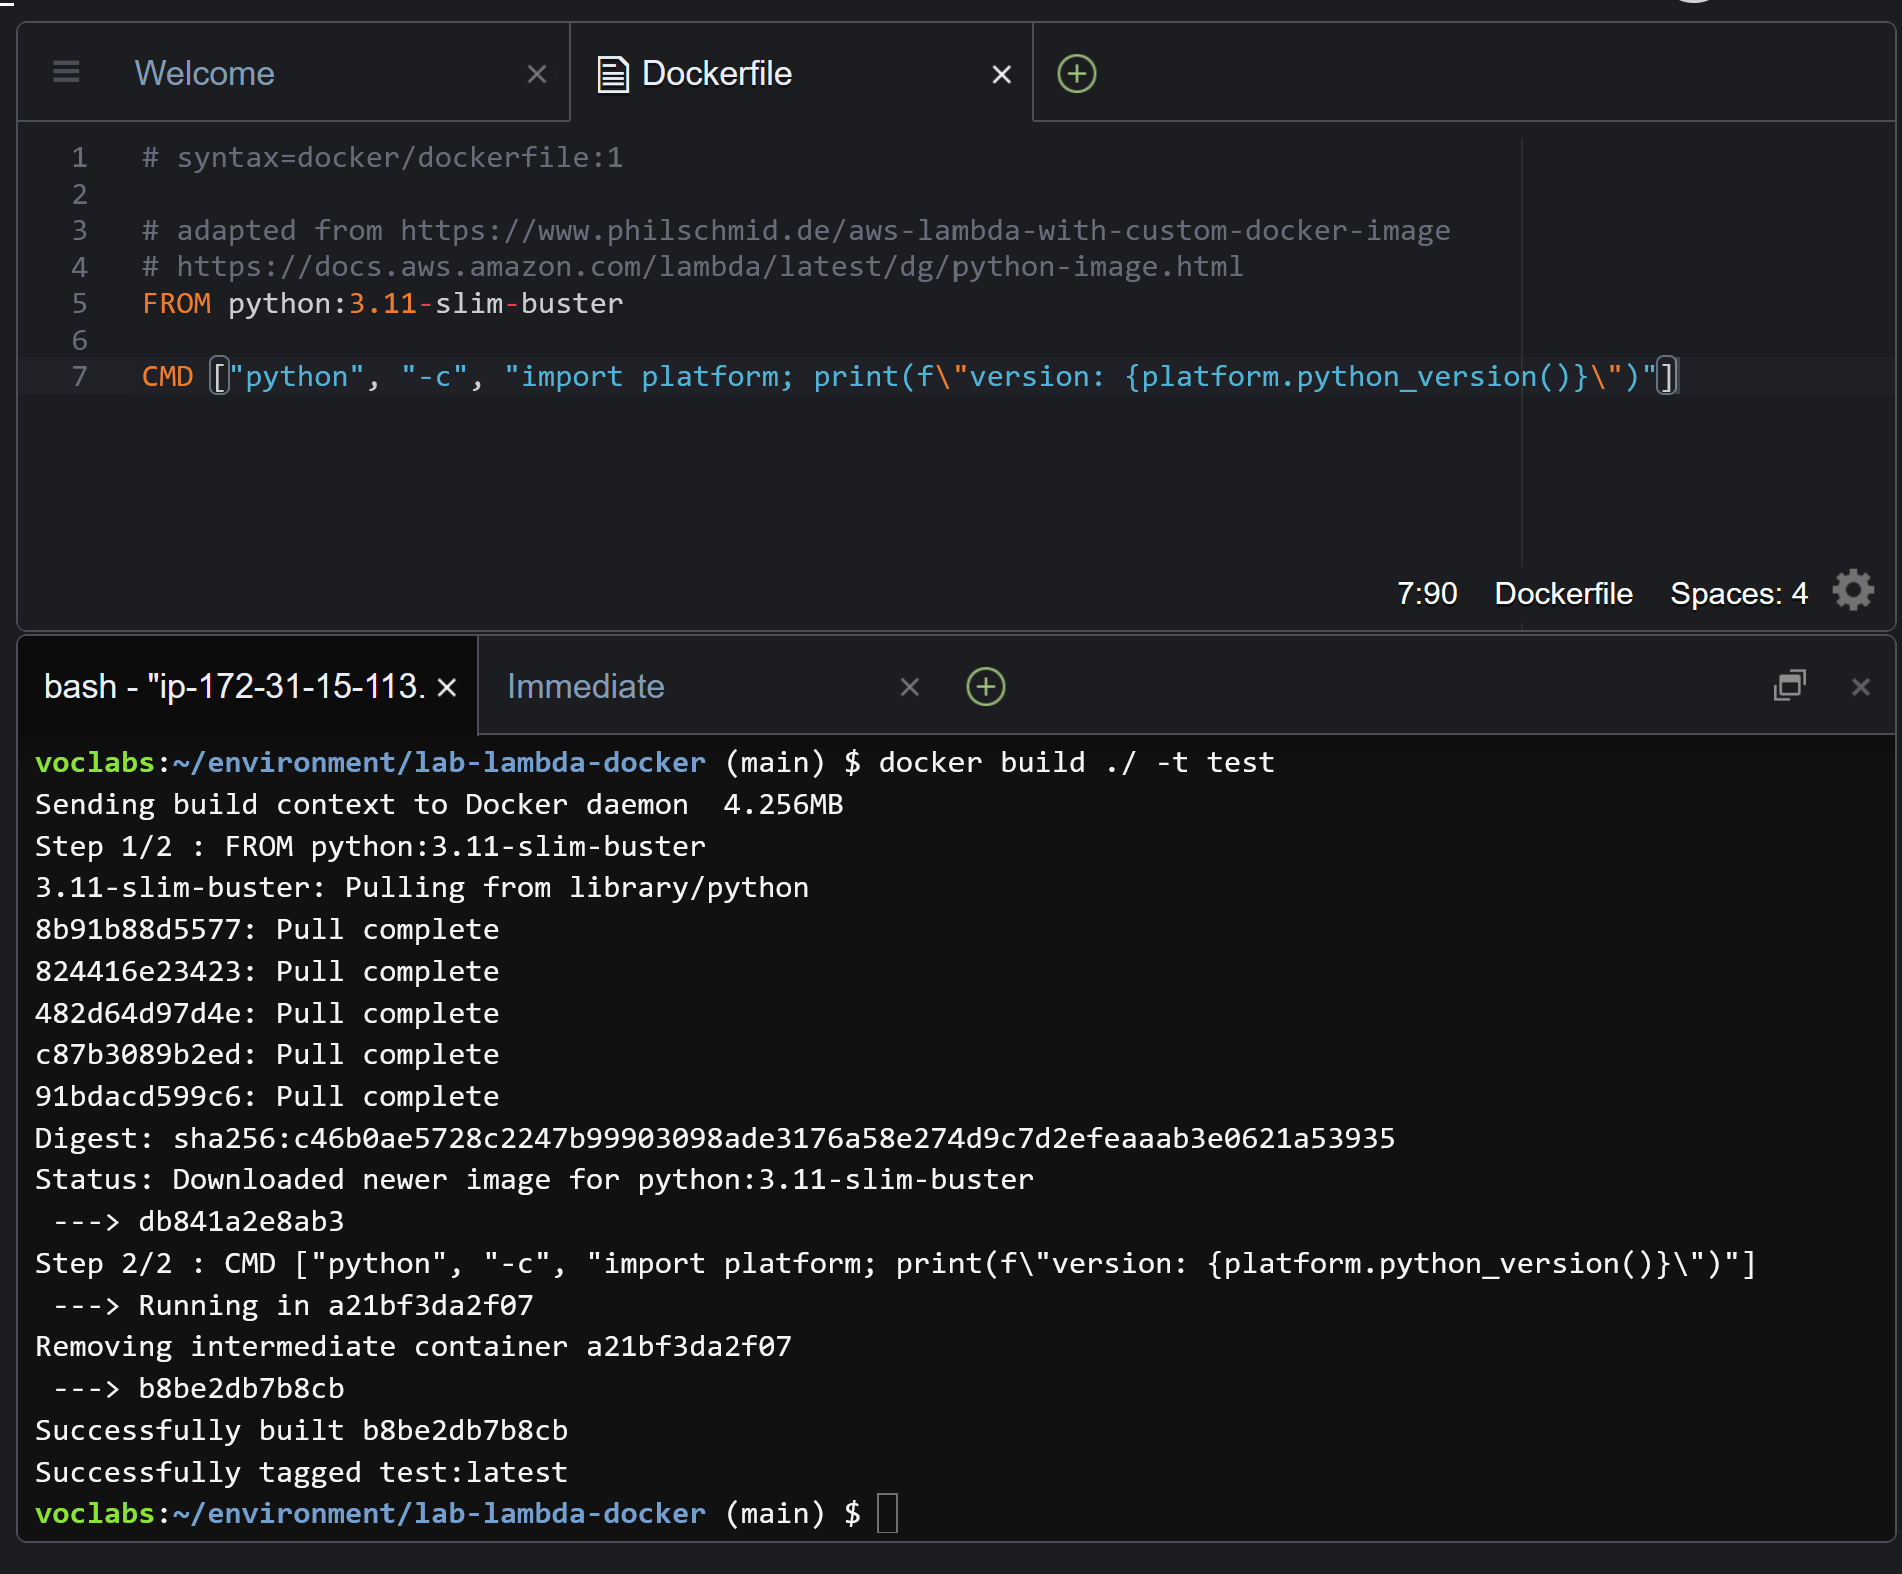 Welcome
Dockerfile
1 # syntax=docker/dockerfile:1
2
3 # adapted from https://www.philschmid.de/aws-lambda-with-custom-docker-image
4 # https://docs.aws.amazon.com/lambda/latest/dg/python-image.html
5 FROM python:3.11-slim-buster
6
7 CMD ["python", "-c", "import platform; print(f\"version: {platform.python_version()}\")"]
7:90 Dockerfile Spaces: 4
bash - "ip-172-31-15-113.
Immediate
voclabs:~/environment/lab-lambda-docker (main) $ docker build ./ -t test
Sending build context to Docker daemon  4.256MB
Step 1/2 : FROM python:3.11-slim-buster
3.11-slim-buster: Pulling from library/python
8b91b88d5577: Pull complete
824416e23423: Pull complete
482d64d97d4e: Pull complete
c87b3089b2ed: Pull complete
91bdacd599c6: Pull complete
Digest: sha256:c46b0ae5728c2247b99903098ade3176a58e274d9c7d2efeaaab3e0621a53935
Status: Downloaded newer image for python:3.11-slim-buster
 ---> db841a2e8ab3
Step 2/2 : CMD ["python", "-c", "import platform; print(f\"version: {platform.python_version()}\")"]
 ---> Running in a21bf3da2f07
Removing intermediate container a21bf3da2f07
 ---> b8be2db7b8cb
Successfully built b8be2db7b8cb
Successfully tagged test:latest
voclabs:~/environment/lab-lambda-docker (main) $